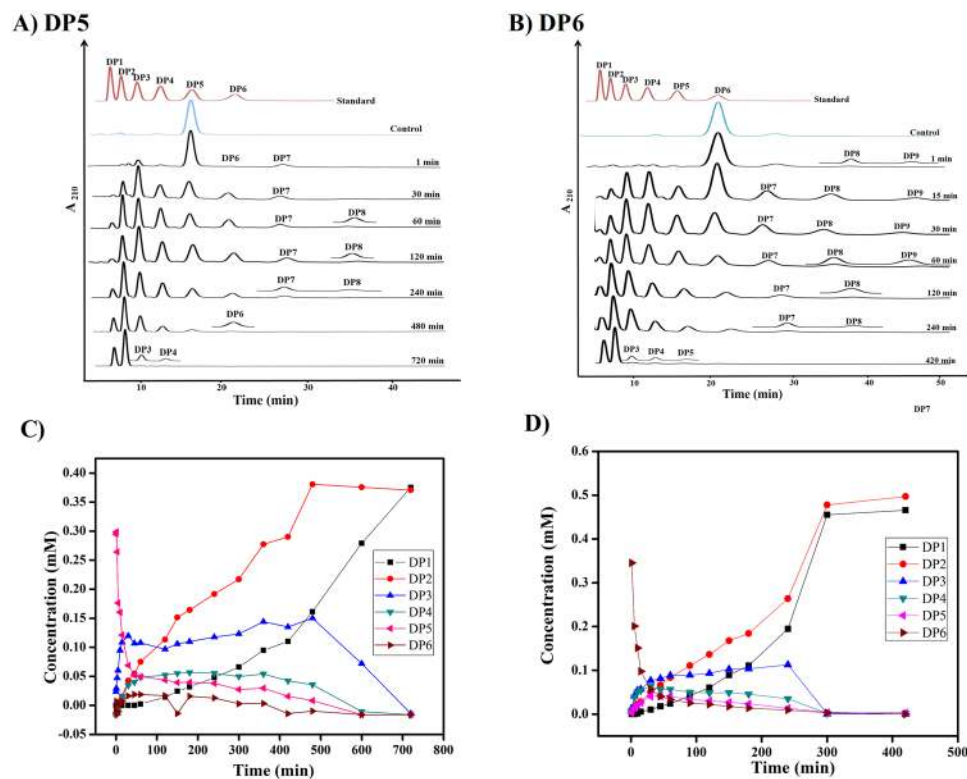 A) DP5
DP1
DP2
DP3
DP4
DP5
DP6
Standard
Control
DP6
DP7
1 min
DP7
30 min
DP7
DP8
60 min
DP7
DP8
120 min
DP7
DP8
240 min
DP6
480 min
DP3
DP4
720 min
A 210
10
20
30
40
Time (min)
B) DP6
DP1
DP2
DP3
DP4
DP5
DP6
Standard
Control
DP8
DP9
1 min
DP7
DP8
DP9
15 min
DP7
DP8
DP9
30 min
DP7
DP8
DP9
60 min
DP7
DP8
120 min
DP7
DP8
240 min
DP3
DP4
DP5
420 min
A 210
10
20
30
40
50
Time (min)
DP7
C)
Concentration (mM)
0.40
0.35
0.30
0.25
0.20
0.15
0.10
0.05
0.00
-0.05
DP1
DP2
DP3
DP4
DP5
DP6
0 100 200 300 400 500 600 700 800
Time (min)
D)
Concentration (mM)
0.6
0.5
0.4
0.3
0.2
0.1
0.0
DP1
DP2
DP3
DP4
DP5
DP6
0 100 200 300 400 500
Time (min)